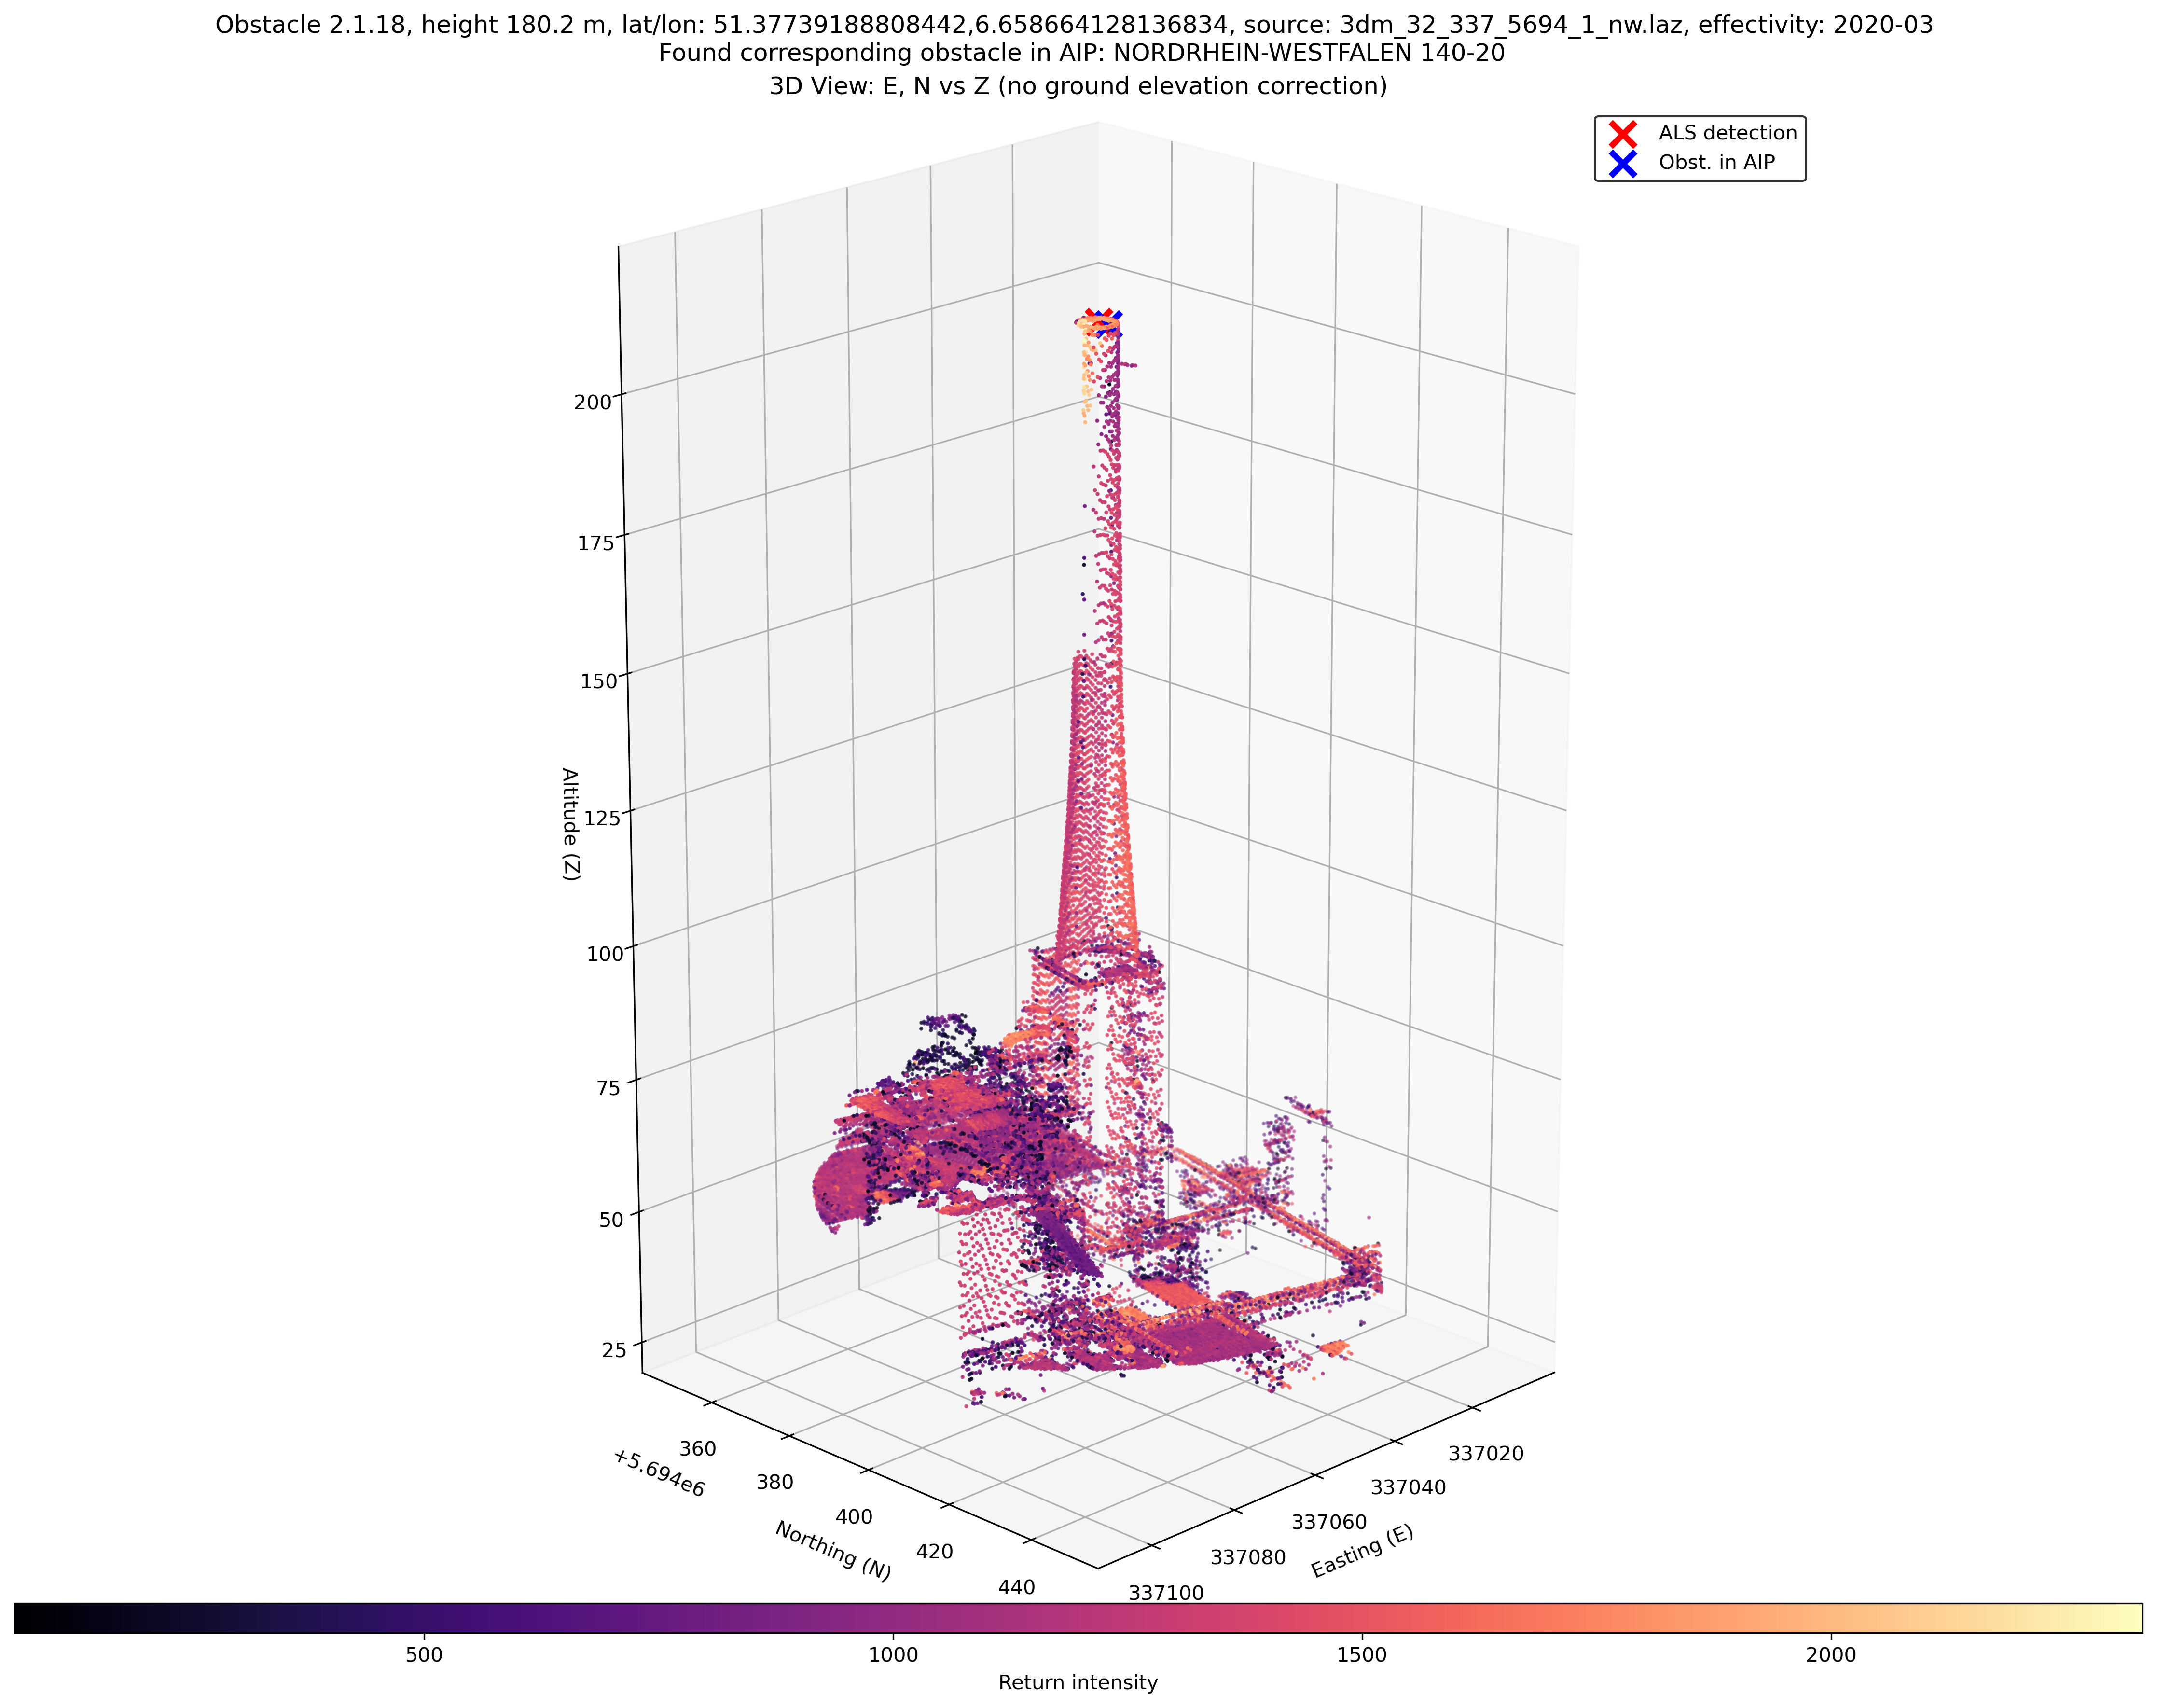 Obstacle 2.1.18, height 180.2 m, lat/lon: 51.37739188808442,6.658664128136834, source: 3dm_32_337_5694_1_nw.laz, effectivity: 2020-03
Found corresponding obstacle in AIP: NORDRHEIN-WESTFALEN 140-20
3D View: E, N vs Z (no ground elevation correction)
ALS detection
Obst. in AIP
200
175
150
125
100
75
50
25
Altitude (Z)
360
380
400
420
440
+5.694e6
Northing (N)
337020
337040
337060
337080
337100
Easting (E)
500
1000
1500
2000
Return intensity